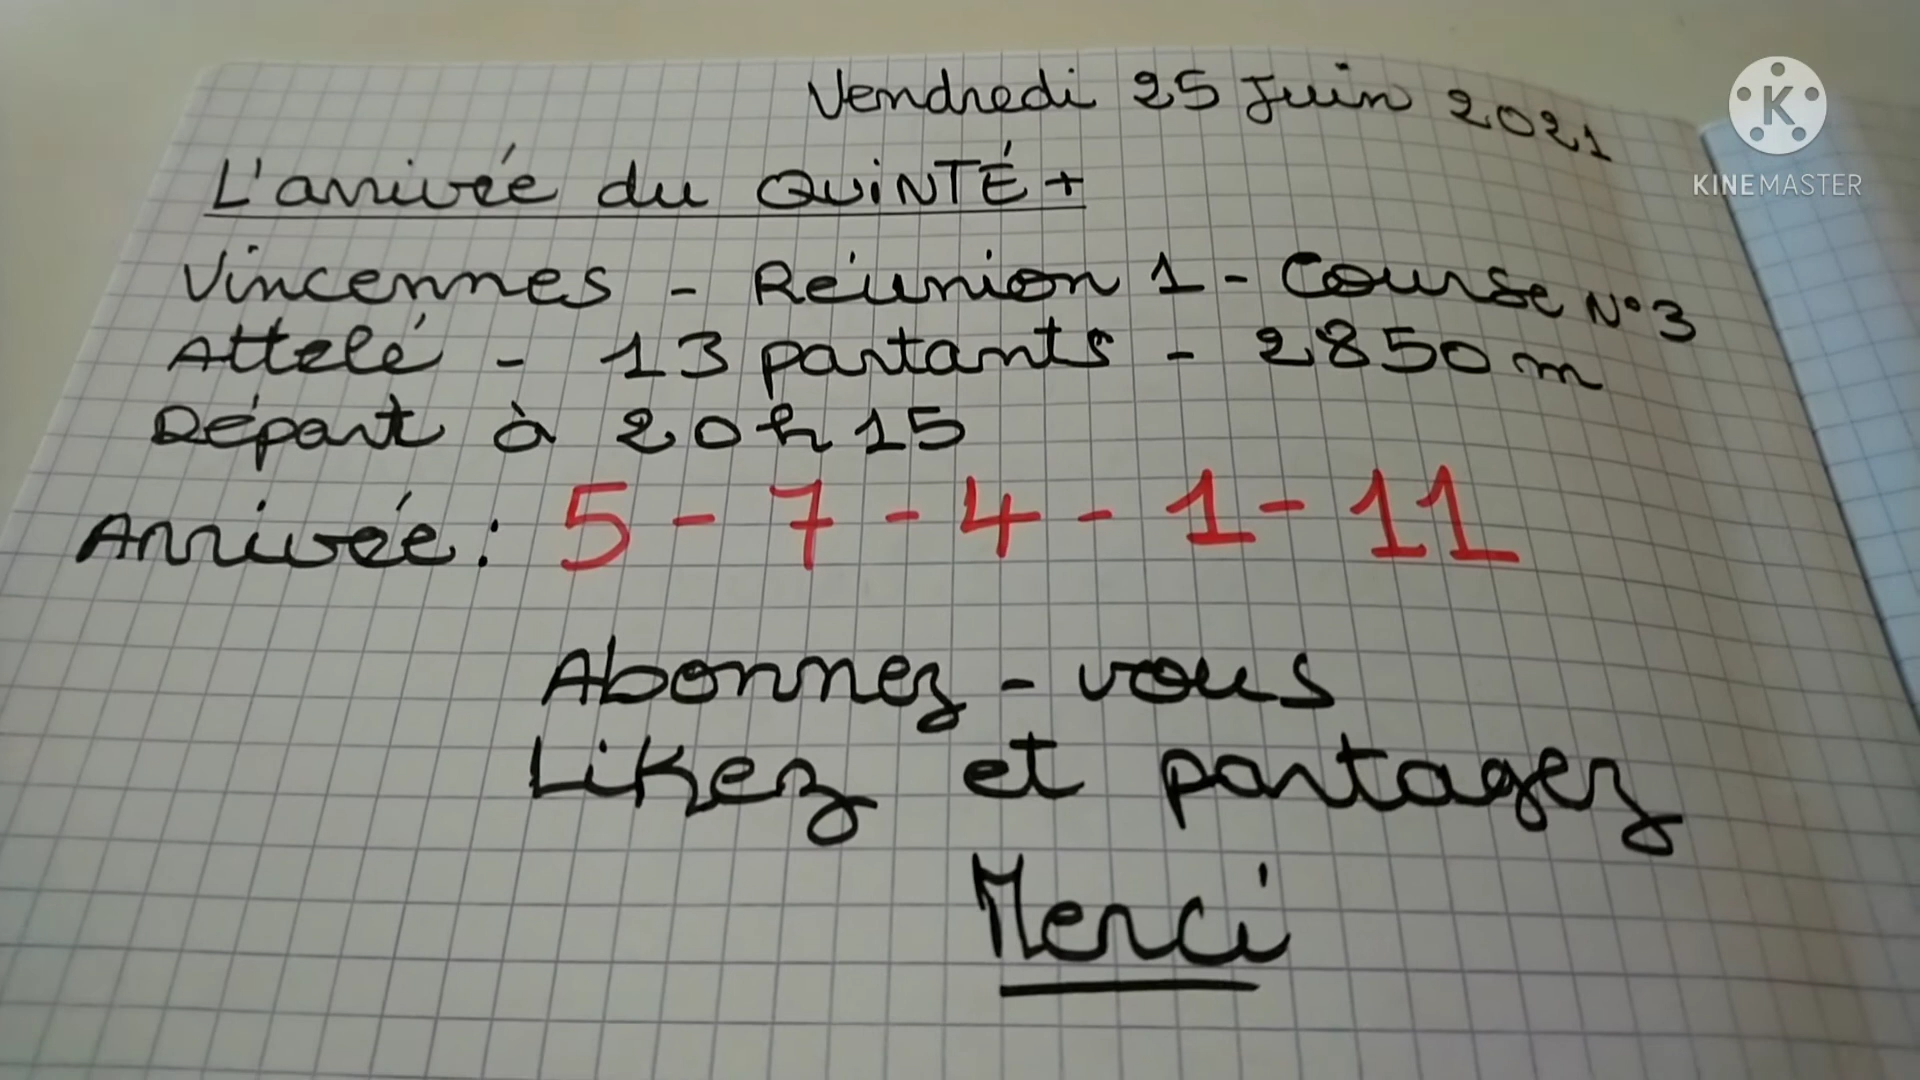 Vendredi 25 Juin 2021
KINEMASTER
L'arrivée du QUiNTÉ+
Vincennes - Réunion 1 - Course N°3
Attelé - 13 partants - 2850 m
Départ à 20h15
Arrivée: 5 - 7 - 4 - 1 - 11
Abonnez-vous
Likez et partagez
Merci